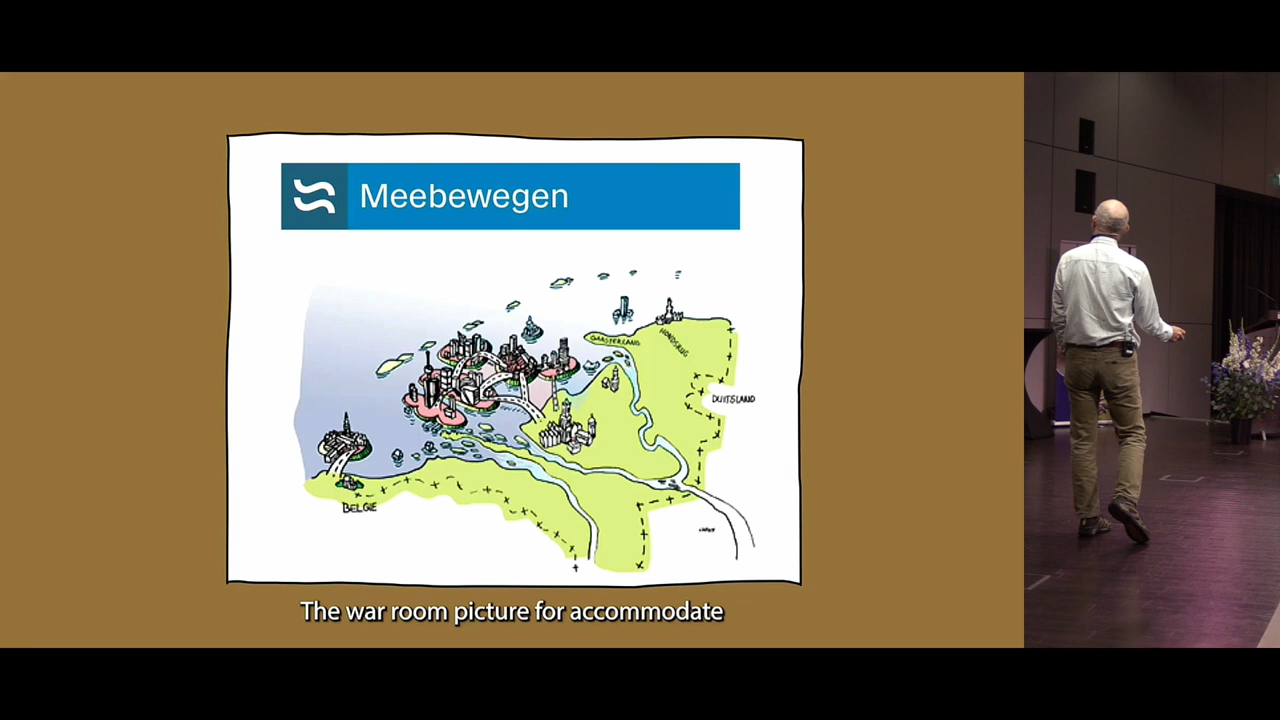 Meebewegen
GAASTERLAND
HONDSRUG
DUITSLAND
BELGIE
The war room picture for accommodate